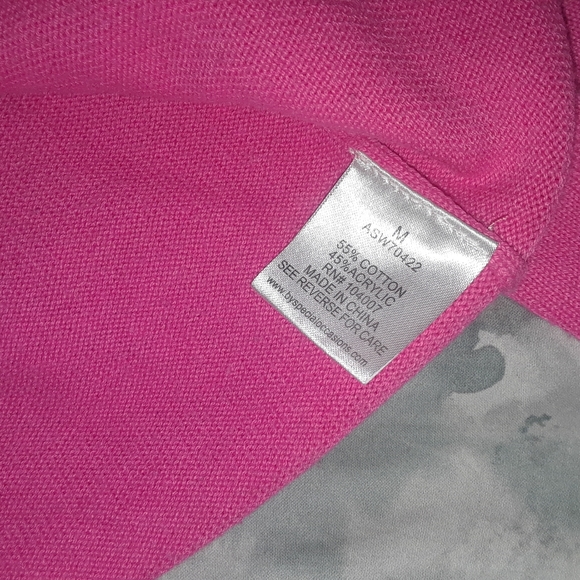 M
ASW70422
55% COTTON
45%ACRYLIC
RN# 104007
MADE IN CHINA
SEE REVERSE FOR CARE
www.byspecialoccasions.com